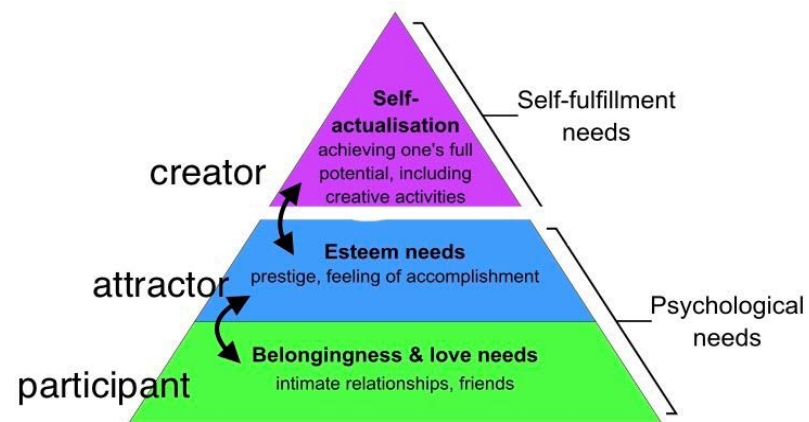 Self-
actualisation
achieving one's full
potential, including
creative activities
Self-fulfillment
needs
creator
Esteem needs
prestige, feeling of accomplishment
attractor
Psychological
needs
Belongingness & love needs
intimate relationships, friends
participant